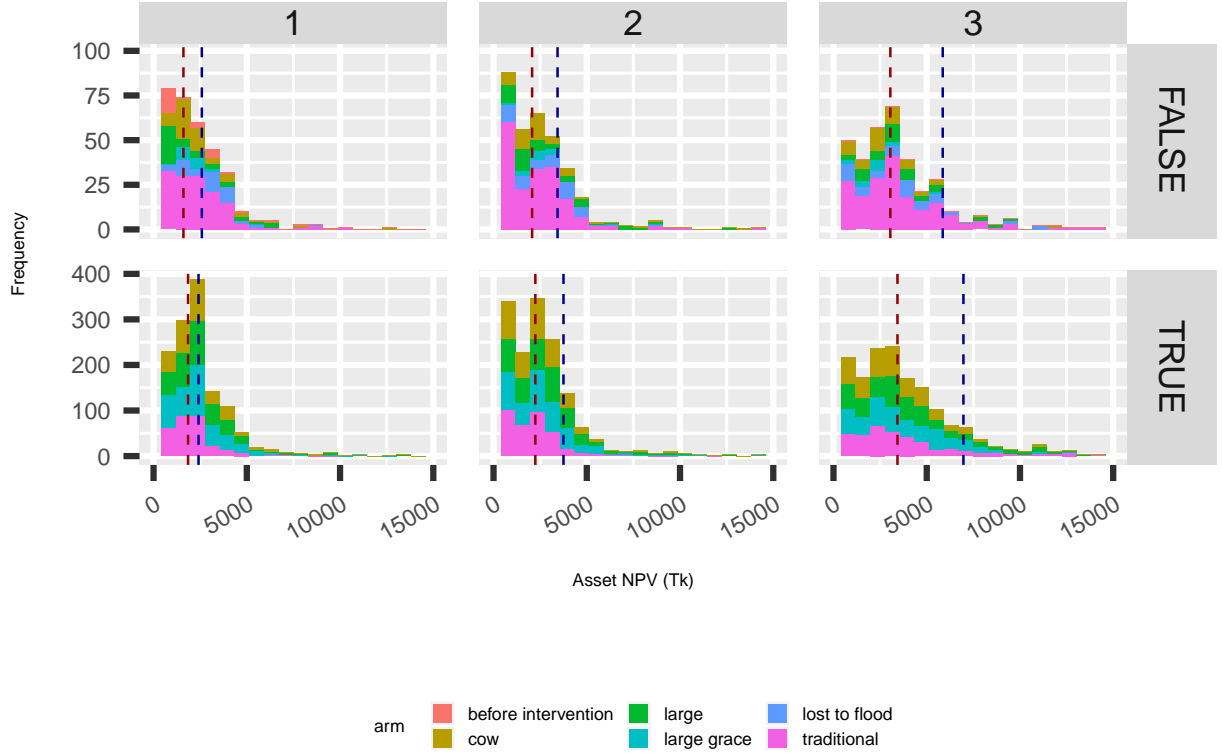 1 2 3
100
75
50
25
0
FALSE
400
300
200
100
0
TRUE
Frequency
0 5000 10000 15000 0 5000 10000 15000 0 5000 10000 15000
Asset NPV (Tk)
arm
before intervention large lost to flood
cow large grace traditional